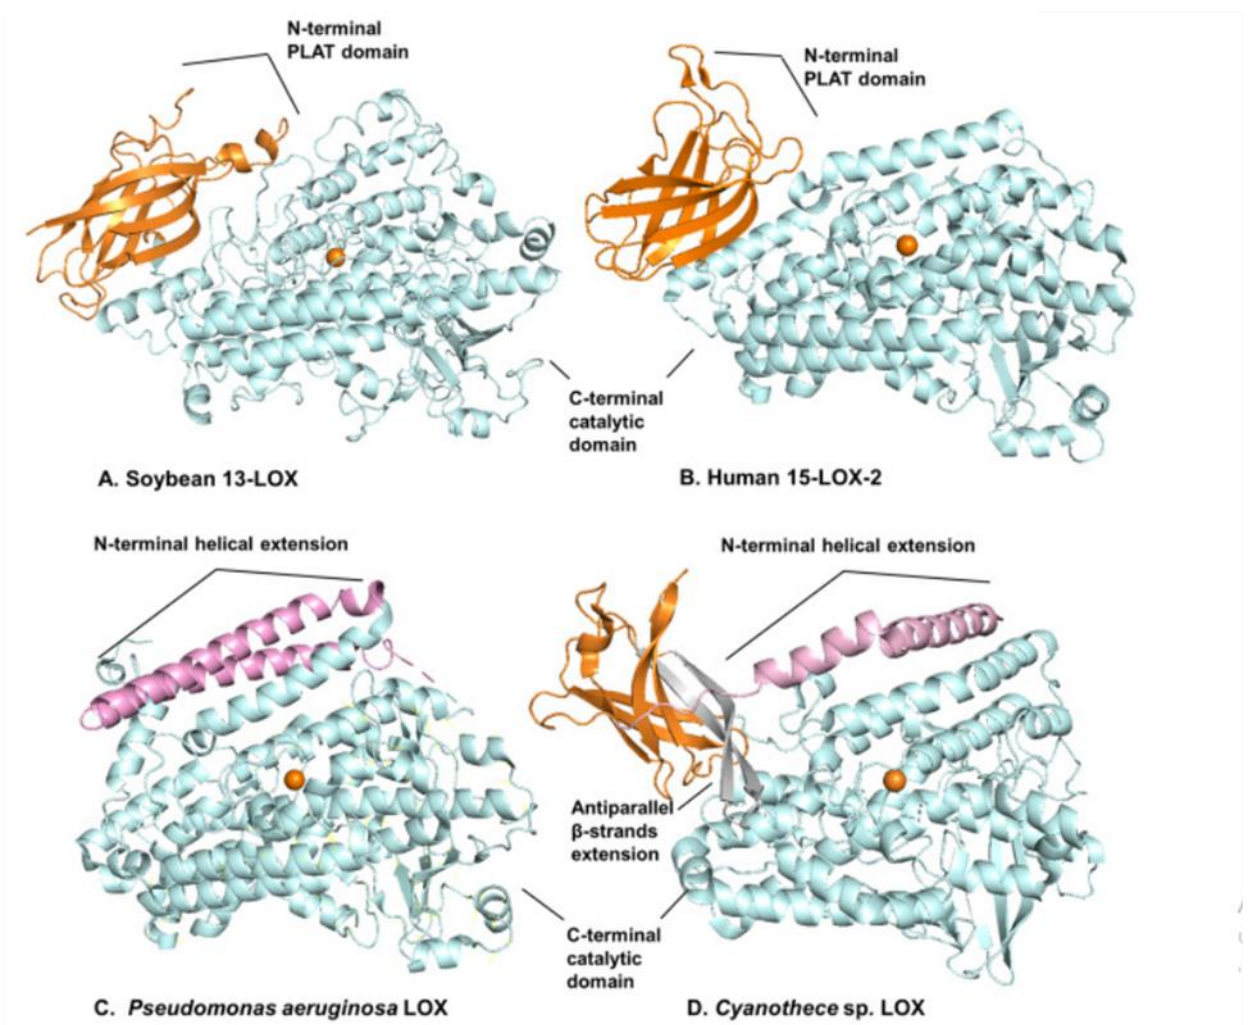 N-terminal
PLAT domain
N-terminal
PLAT domain
C-terminal
catalytic
domain
A. Soybean 13-LOX
B. Human 15-LOX-2
N-terminal helical extension
N-terminal helical extension
Antiparallel
β-strands
extension
C-terminal
catalytic
domain
C. Pseudomonas aeruginosa LOX
D. Cyanothece sp. LOX